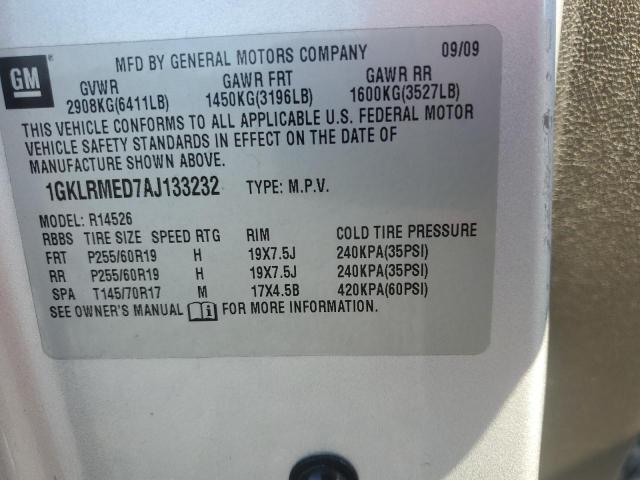 GM
MFD BY GENERAL MOTORS COMPANY 09/09
GVWR GAWR FRT GAWR RR
2908KG(6411LB) 1450KG(3196LB) 1600KG(3527LB)
THIS VEHICLE CONFORMS TO ALL APPLICABLE U.S. FEDERAL MOTOR
VEHICLE SAFETY STANDARDS IN EFFECT ON THE DATE OF
MANUFACTURE SHOWN ABOVE.
1GKLRMED7AJ133232 TYPE: M.P.V.
MODEL: R14526
RBBS TIRE SIZE SPEED RTG RIM COLD TIRE PRESSURE
FRT P255/60R19 H 19X7.5J 240KPA(35PSI)
RR P255/60R19 H 19X7.5J 240KPA(35PSI)
SPA T145/70R17 M 17X4.5B 420KPA(60PSI)
SEE OWNER'S MANUAL FOR MORE INFORMATION.